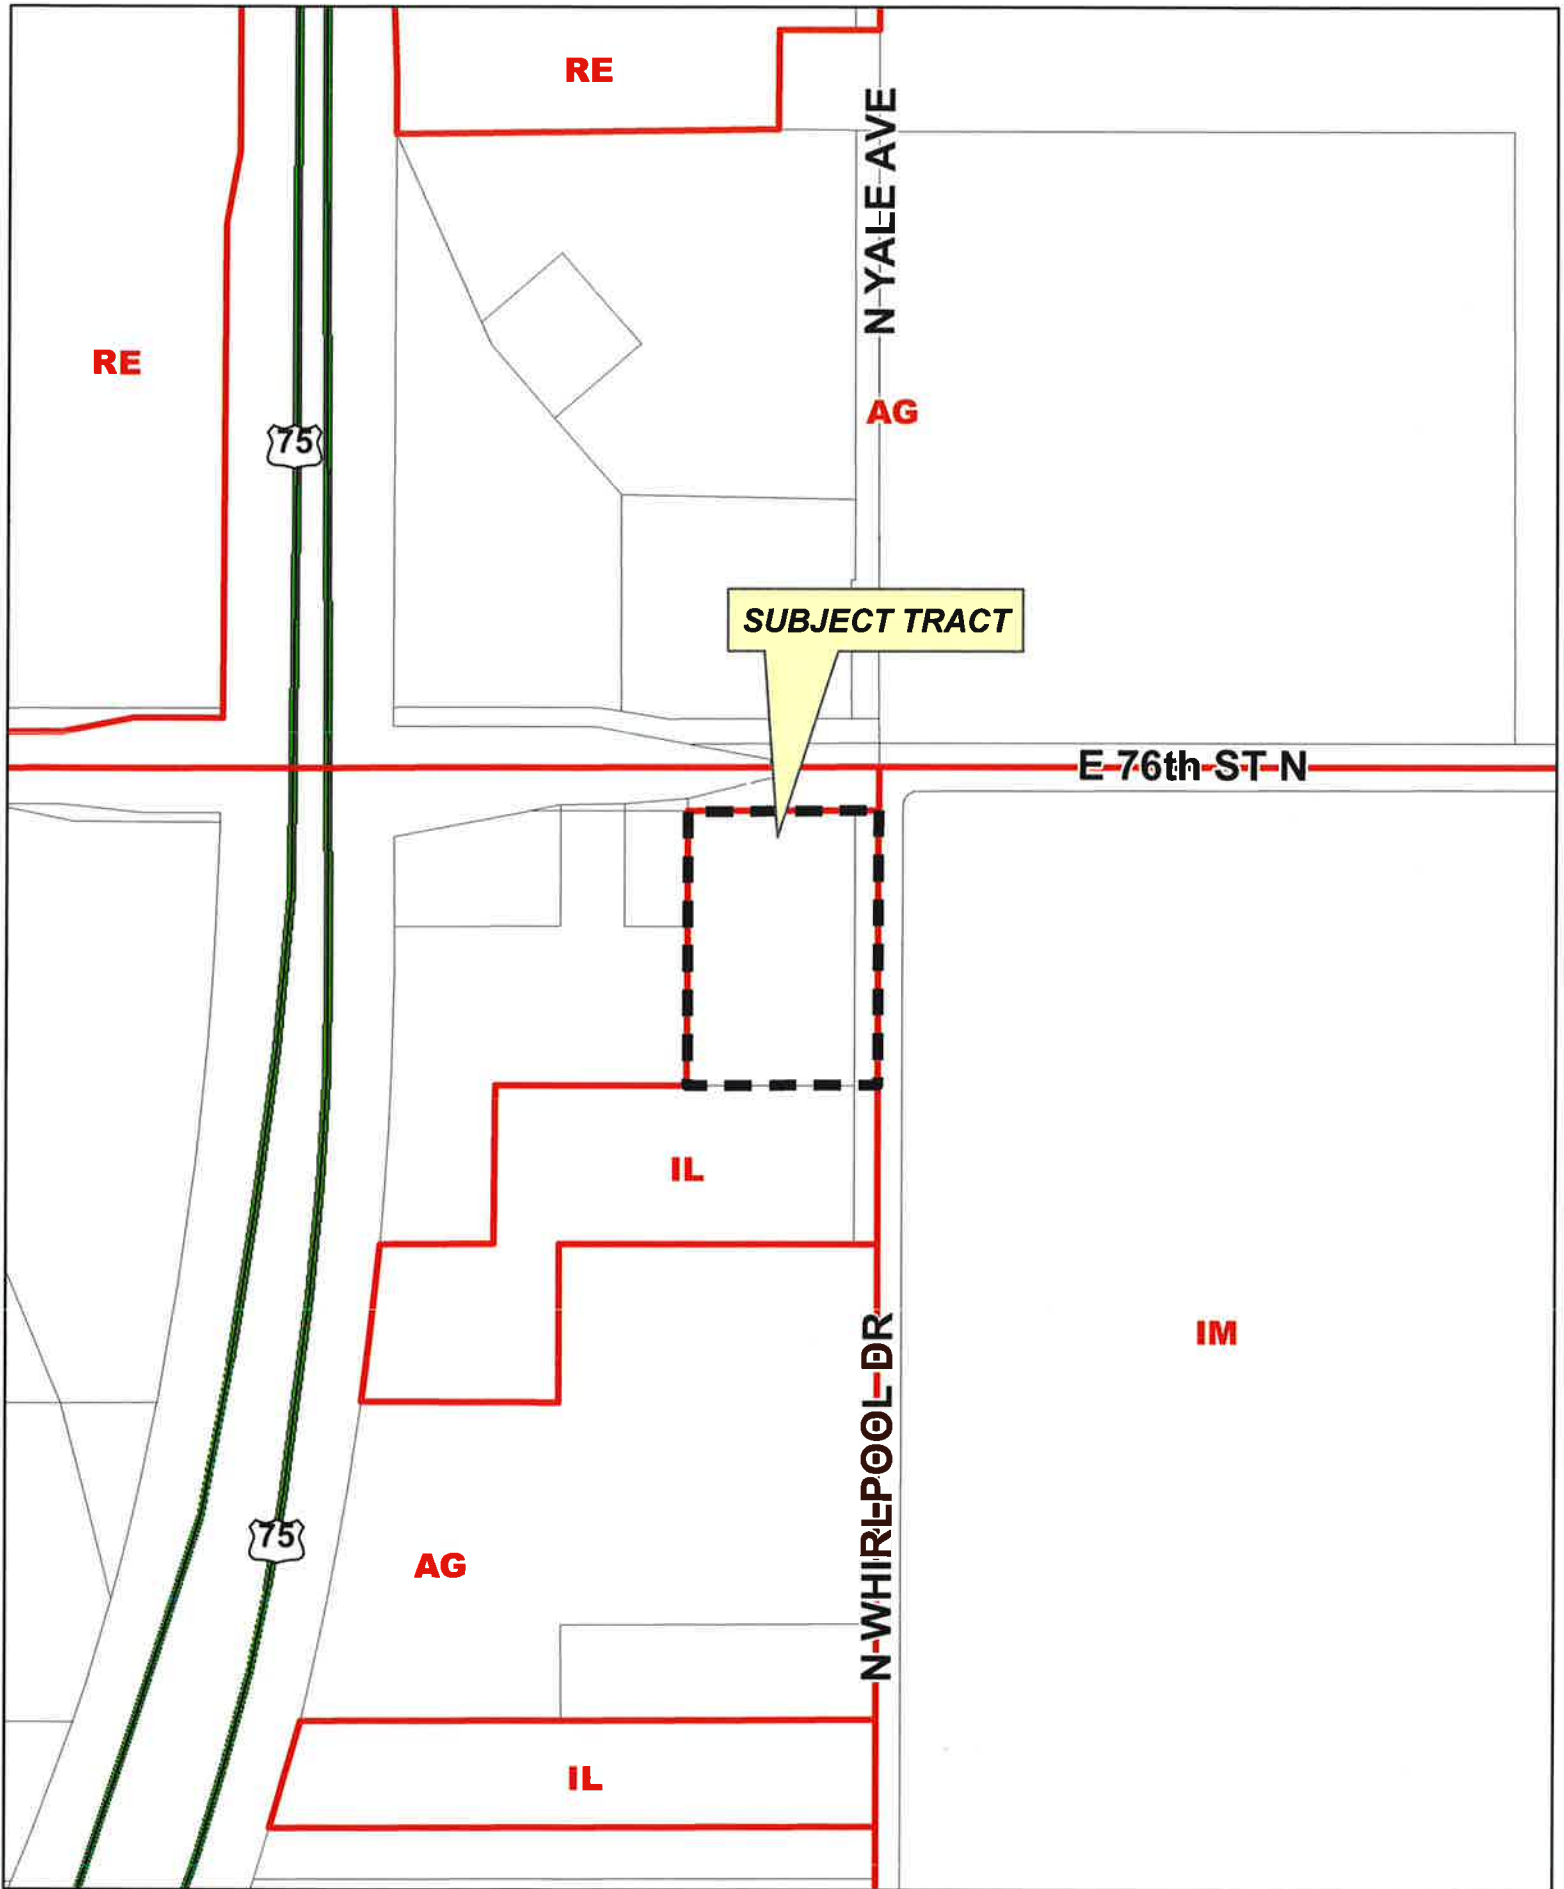 RE
N YALE AVE
RE
AG
75
SUBJECT TRACT
E 76th ST N
IL
IM
N WHIRLPOOL DR
75
AG
IL